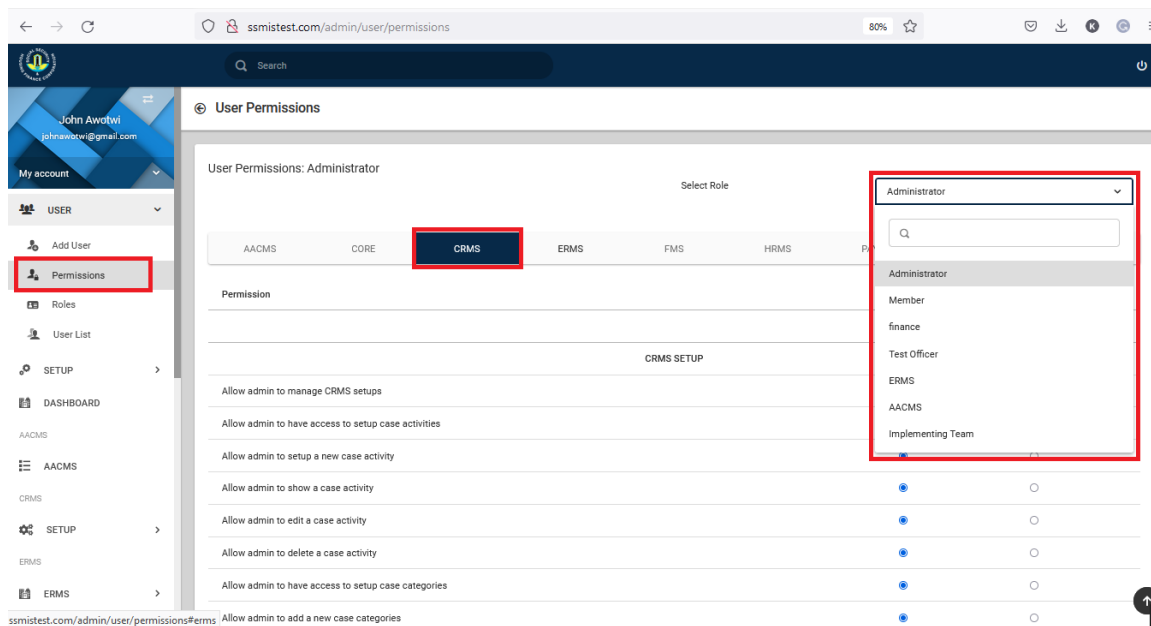 ssmistest.com/admin/user/permissions
80%
K
G
Search
John Awotwi
johnawotwi@gmail.com
My account
USER
Add User
Permissions
Roles
User List
SETUP
DASHBOARD
AACMS
AACMS
CRMS
SETUP
ERMS
ERMS
ssmistest.com/admin/user/permissions#erms
User Permissions
User Permissions: Administrator
Select Role
Administrator
Administrator
Member
finance
Test Officer
ERMS
AACMS
Implementing Team
AACMS CORE CRMS ERMS FMS HRMS
Permission
CRMS SETUP
Allow admin to manage CRMS setups
Allow admin to have access to setup case activities
Allow admin to setup a new case activity
Allow admin to show a case activity
Allow admin to edit a case activity
Allow admin to delete a case activity
Allow admin to have access to setup case categories
Allow admin to add a new case categories